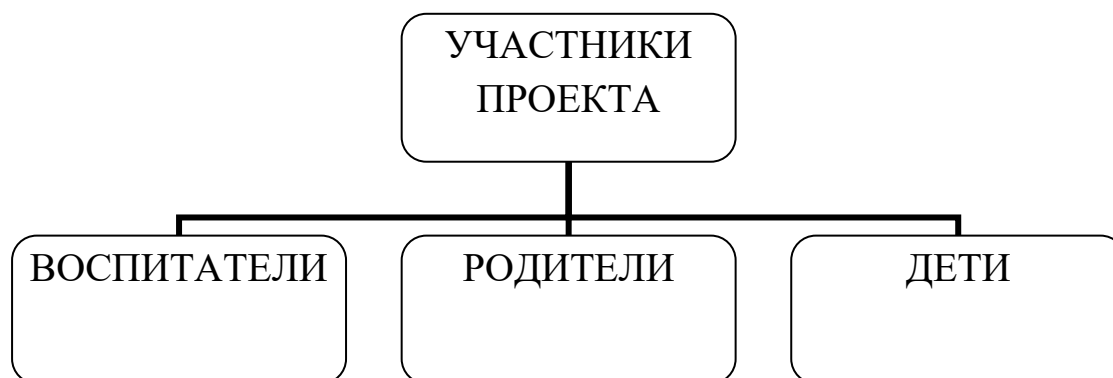 УЧАСТНИКИ
ПРОЕКТА
ВОСПИТАТЕЛИ
РОДИТЕЛИ
ДЕТИ